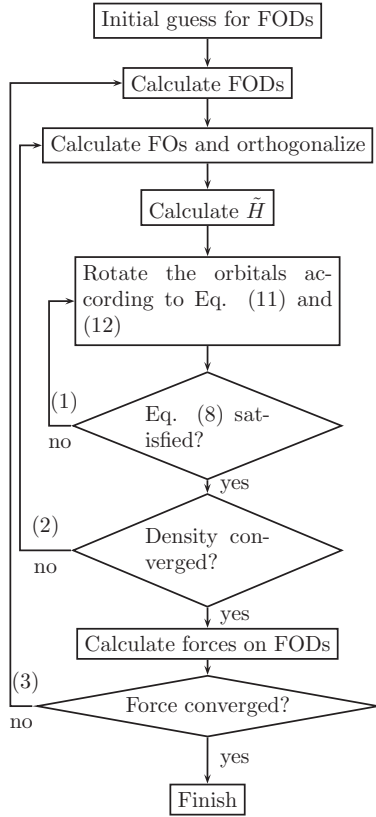 Initial guess for FODs
Calculate FODs
Calculate FOs and orthogonalize
Calculate H̃
Rotate the orbitals ac-
cording to Eq. (11) and
(12)
(1)
Eq. (8) sat-
isfied?
no
yes
(2)
Density con-
verged?
no
yes
Calculate forces on FODs
(3)
Force converged?
no
yes
Finish